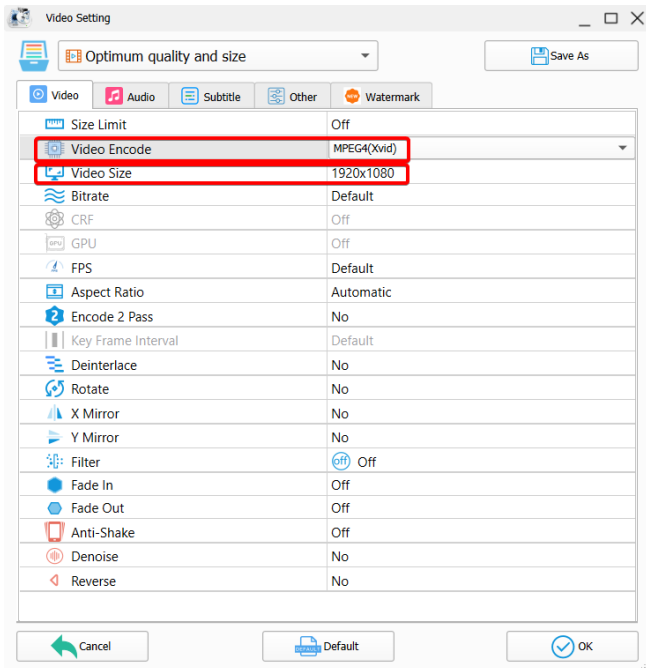 Video Setting
Optimum quality and size
Save As
Video Audio Subtitle Other Watermark
Size Limit Off
Video Encode MPEG4(Xvid)
Video Size 1920x1080
Bitrate Default
CRF Off
GPU Off
FPS Default
Aspect Ratio Automatic
2 Encode 2 Pass No
Key Frame Interval Default
Deinterlace No
Rotate No
X Mirror No
Y Mirror No
Filter off Off
Fade In Off
Fade Out Off
Anti-Shake Off
Denoise No
Reverse No
Cancel DEFAULT Default OK